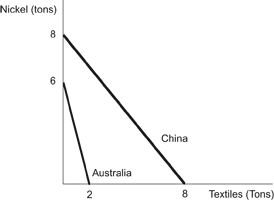 Nickel (tons)
8
6
China
Australia
2
8
Textiles (Tons)